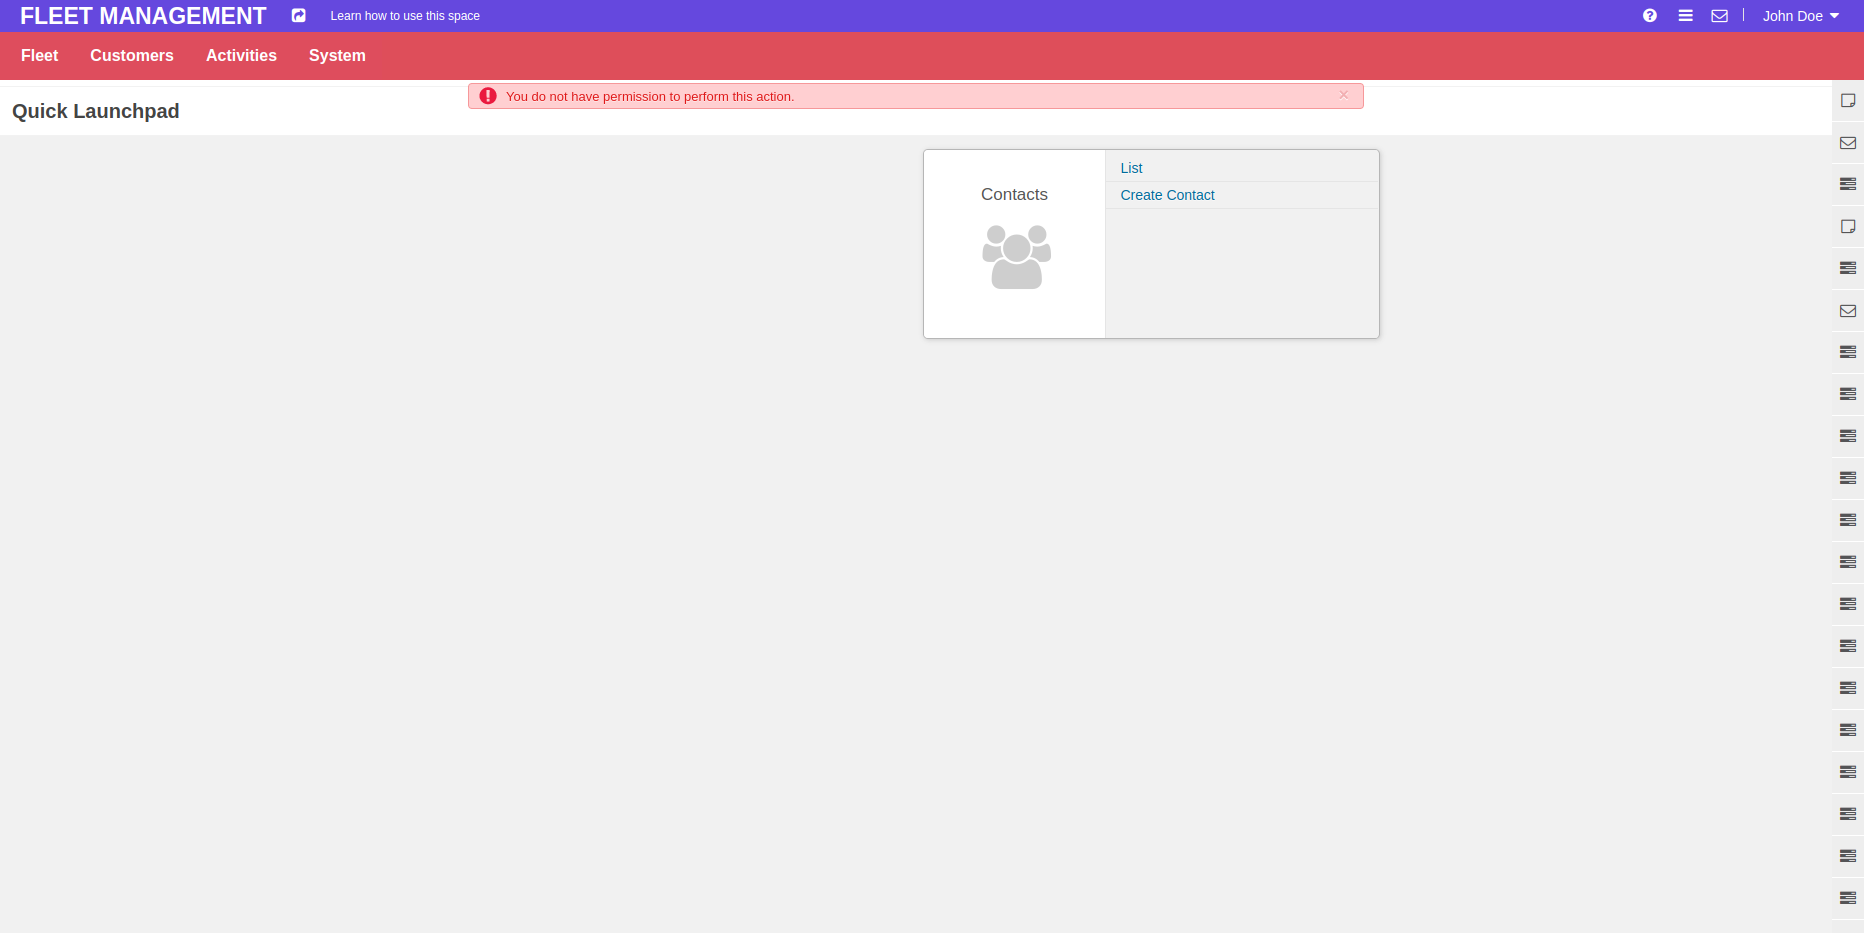 FLEET MANAGEMENT
Learn how to use this space
John Doe
Fleet
Customers
Activities
System
You do not have permission to perform this action.
Quick Launchpad
Contacts
List
Create Contact